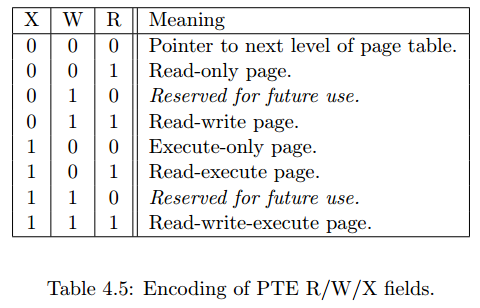 X W R Meaning
0 0 0 Pointer to next level of page table.
0 0 1 Read-only page.
0 1 0 Reserved for future use.
0 1 1 Read-write page.
1 0 0 Execute-only page.
1 0 1 Read-execute page.
1 1 0 Reserved for future use.
1 1 1 Read-write-execute page.
Table 4.5: Encoding of PTE R/W/X fields.